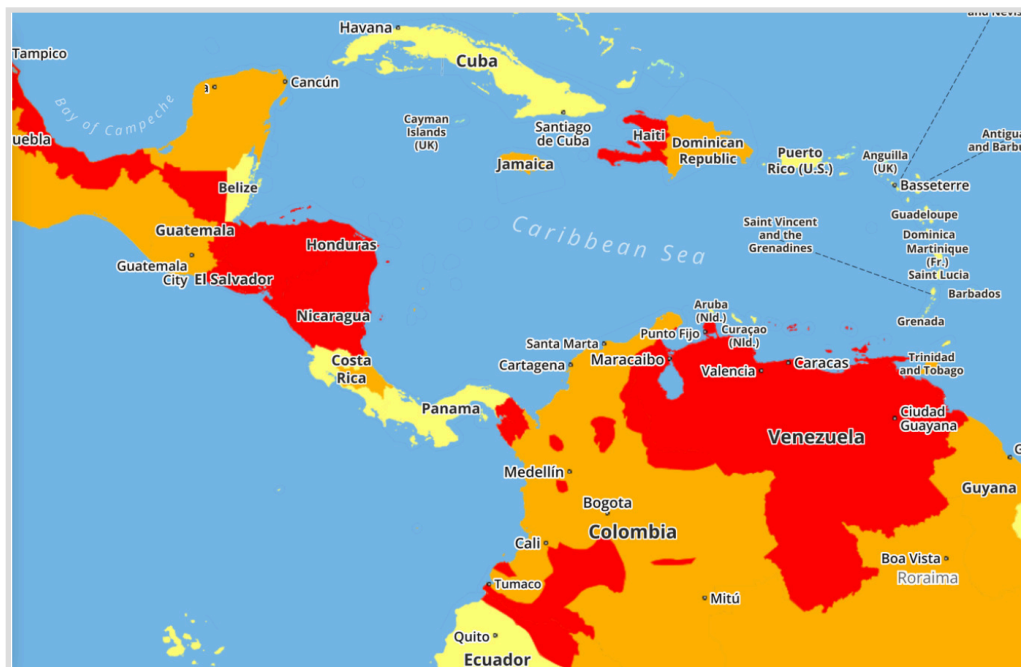 and Nevis
Havana
Tampico
Cuba
Cancún
Bay of Campeche
Cayman
Islands
(UK)
Santiago
de Cuba
Haiti
Dominican
Republic
Puerto
Rico (U.S.)
Anguilla
(UK)
Antigua
and Barbu
uebla
Jamaica
Basseterre
Belize
Guadeloupe
Saint Vincent
and the
Grenadines
Dominica
Martinique
(Fr.)
Saint Lucia
Guatemala
Honduras
Caribbean Sea
Guatemala
City
El Salvador
Barbados
Nicaragua
Aruba
(Nld.)
Curaçao
(Nld.)
Grenada
Punto Fijo
Santa Marta
Costa
Rica
Cartagena
Maracaibo
Valencia
Caracas
Trinidad
and Tobago
Panama
Ciudad
Guayana
Venezuela
Medellín
Guyana
Bogota
Colombia
Cali
Boa Vista
Roraima
Tumaco
Mitú
Quito
Ecuador